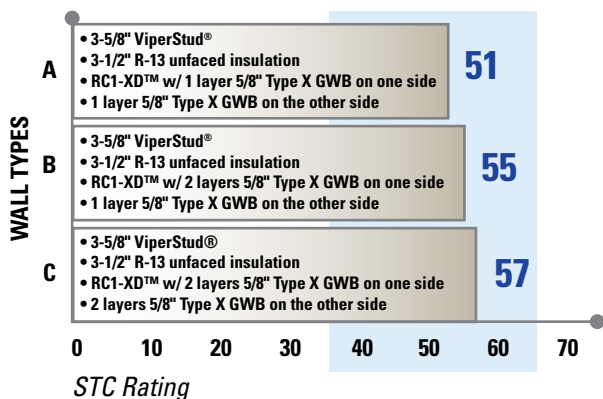 WALL TYPES
A
• 3-5/8" ViperStud®
• 3-1/2" R-13 unfaced insulation
• RC1-XD™ w/ 1 layer 5/8" Type X GWB on one side
• 1 layer 5/8" Type X GWB on the other side
51
B
• 3-5/8" ViperStud®
• 3-1/2" R-13 unfaced insulation
• RC1-XD™ w/ 2 layers 5/8" Type X GWB on one side
• 1 layer 5/8" Type X GWB on the other side
55
C
• 3-5/8" ViperStud®
• 3-1/2" R-13 unfaced insulation
• RC1-XD™ w/ 2 layers 5/8" Type X GWB on one side
• 2 layers 5/8" Type X GWB on the other side
57
0 10 20 30 40 50 60 70
STC Rating